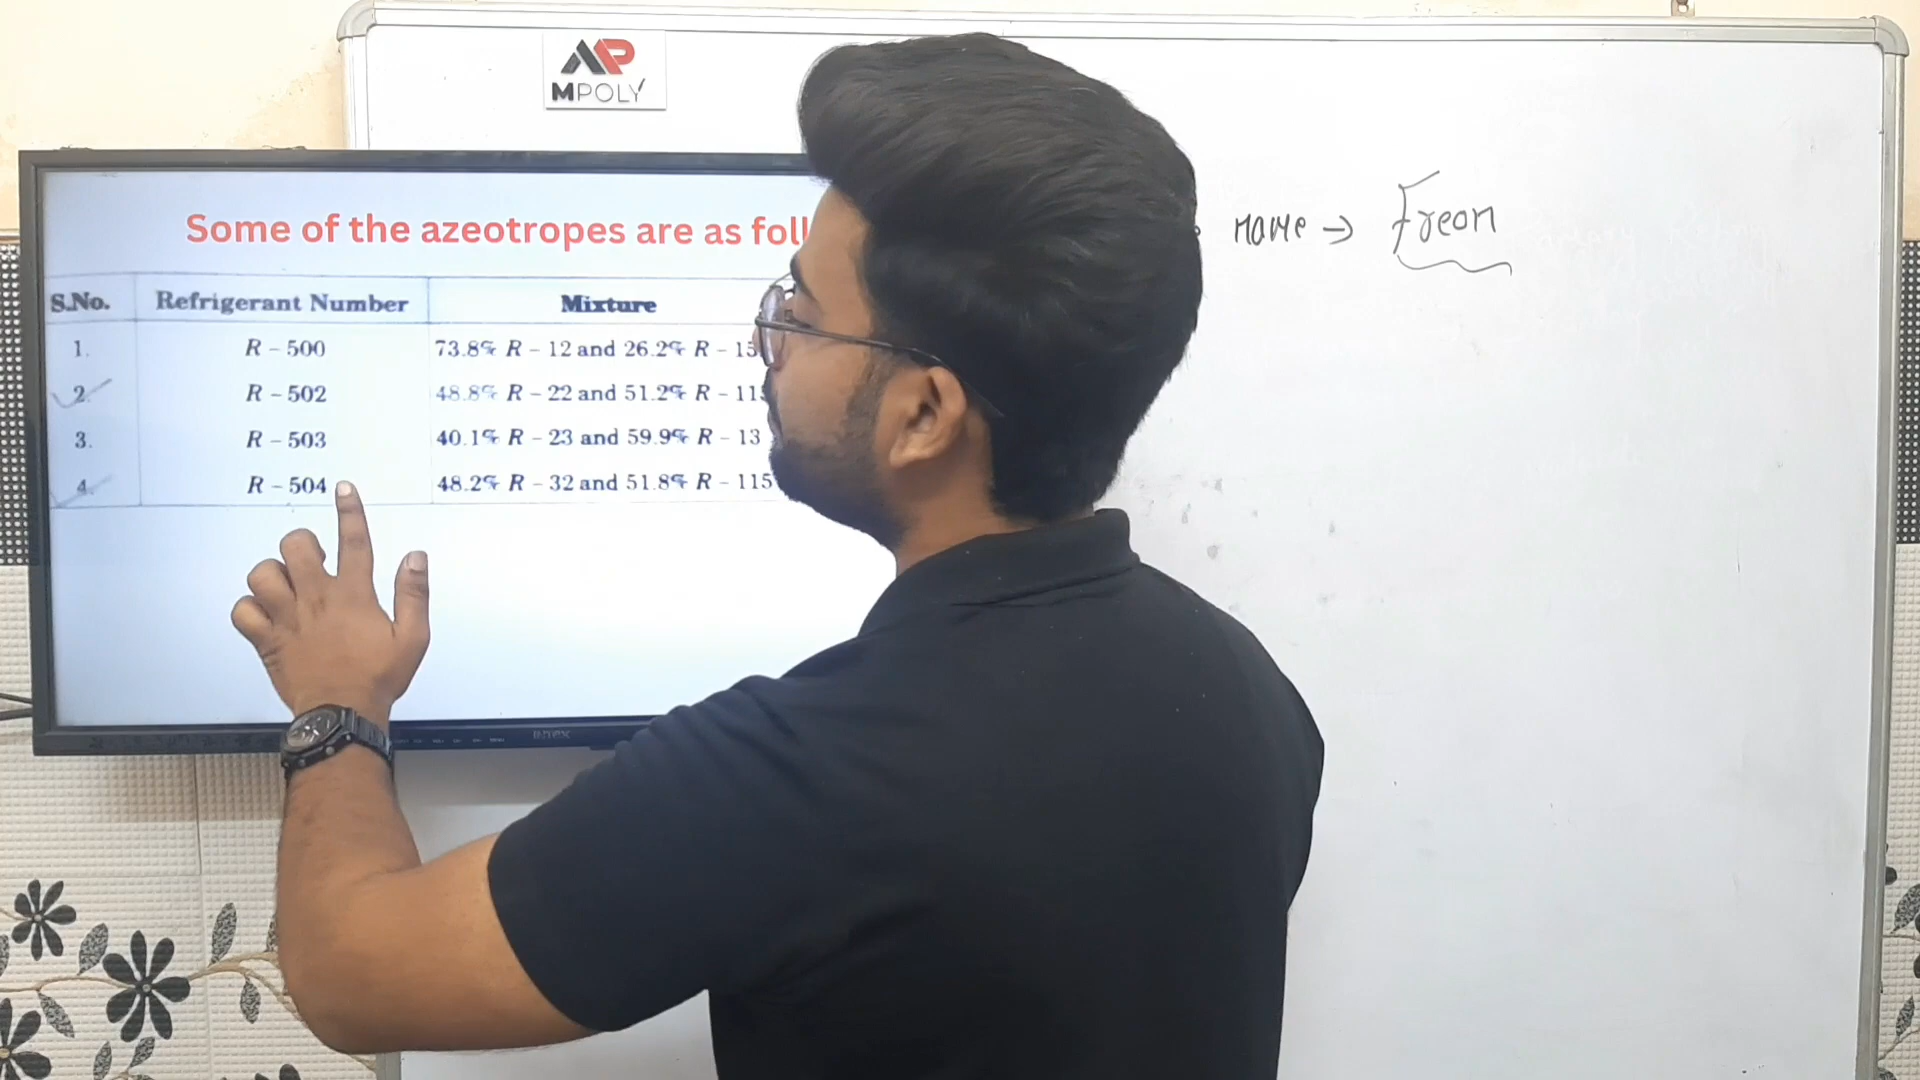 AP
MPOLY
Some of the azeotropes are as foll
S.No. Refrigerant Number Mixture
1. R – 500 73.8% R – 12 and 26.2% R – 15
2. R – 502 48.8% R – 22 and 51.2% R – 115
3. R – 503 40.1% R – 23 and 59.9% R – 13
4. R – 504 48.2% R – 32 and 51.8% R – 115
name → Freon